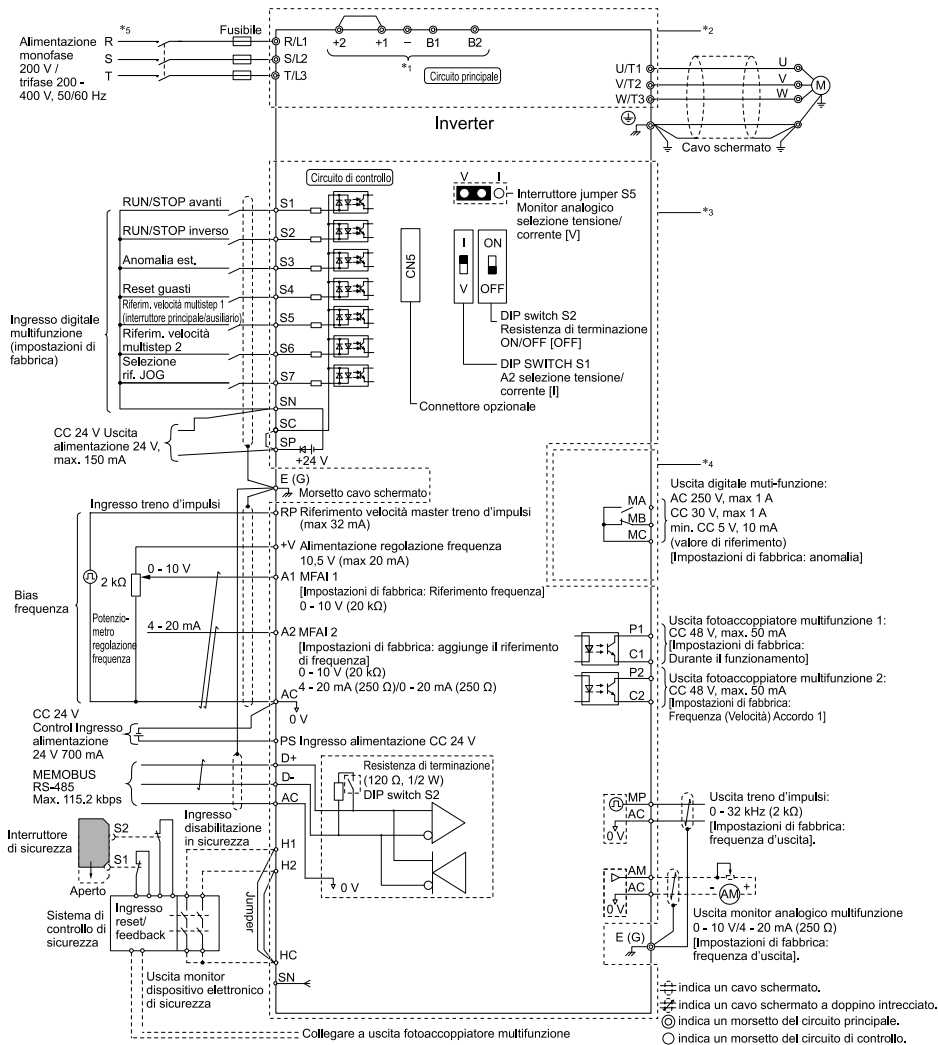 *5
Alimentazione
monofase
200 V /
trifase 200 -
400 V, 50/60 Hz
R
S
T
Fusibile
R/L1
S/L2
T/L3
+2
+1
−
B1
B2
*1
Circuito principale
*2
U/T1
V/T2
W/T3
U
V
W
M
Cavo schermato
Inverter
Circuito di controllo
V
I
Interruttore jumper S5
Monitor analogico
selezione tensione/
corrente [V]
*3
CN5
I
V
ON
OFF
DIP switch S2
Resistenza di terminazione
ON/OFF [OFF]
DIP SWITCH S1
A2 selezione tensione/
corrente [I]
Connettore opzionale
Ingresso digitale
multifunzione
(impostazioni di
fabbrica)
RUN/STOP avanti
S1
RUN/STOP inverso
S2
Anomalia est.
S3
Reset guasti
S4
Riferim. velocità multistep 1
(interruttore principale/ausiliario)
S5
Riferim. velocità
multistep 2
S6
Selezione
rif. JOG
S7
SN
SC
SP
+24 V
CC 24 V Uscita
alimentazione 24 V,
max. 150 mA
E (G)
Morsetto cavo schermato
*4
MA
MB
MC
Uscita digitale muti-funzione:
AC 250 V, max 1 A
CC 30 V, max 1 A
min. CC 5 V, 10 mA
(valore di riferimento)
[Impostazioni di fabbrica: anomalia]
Ingresso treno d'impulsi
RP Riferimento velocità master treno d'impulsi
(max 32 mA)
+V Alimentazione regolazione frequenza
10,5 V (max 20 mA)
Bias
frequenza
2 kΩ
0 - 10 V
A1 MFAI 1
[Impostazioni di fabbrica: Riferimento frequenza]
0 - 10 V (20 kΩ)
Potenzio-
metro
regolazione
frequenza
4 - 20 mA
A2 MFAI 2
[Impostazioni di fabbrica: aggiunge il riferimento
di frequenza]
0 - 10 V (20 kΩ)
4 - 20 mA (250 Ω)/0 - 20 mA (250 Ω)
AC
0 V
P1
C1
Uscita fotoaccoppiatore multifunzione 1:
CC 48 V, max. 50 mA
[Impostazioni di fabbrica:
Durante il funzionamento]
P2
C2
Uscita fotoaccoppiatore multifunzione 2:
CC 48 V, max. 50 mA
[Impostazioni di fabbrica:
Frequenza (Velocità) Accordo 1]
CC 24 V
Control Ingresso
alimentazione
24 V 700 mA
PS Ingresso alimentazione CC 24 V
MEMOBUS
RS-485
Max. 115.2 kbps
D+
D-
AC
Resistenza di terminazione
(120 Ω, 1/2 W)
DIP switch S2
0 V
Ingresso
disabilitazione
in sicurezza
H1
H2
Jumper
HC
SN
Interruttore
di sicurezza
S2
S1
Aperto
Sistema di
controllo di
sicurezza
Ingresso
reset/
feedback
Uscita monitor
dispositivo elettronico
di sicurezza
Collegare a uscita fotoaccoppiatore multifunzione
MP
AC
0 V
Uscita treno d'impulsi:
0 - 32 kHz (2 kΩ)
[Impostazioni di fabbrica:
frequenza d'uscita].
AM
AC
0 V
-
AM
+
Uscita monitor analogico multifunzione
0 - 10 V/4 - 20 mA (250 Ω)
[Impostazioni di fabbrica:
frequenza d'uscita].
E (G)
indica un cavo schermato.
indica un cavo schermato a doppino intrecciato.
indica un morsetto del circuito principale.
indica un morsetto del circuito di controllo.